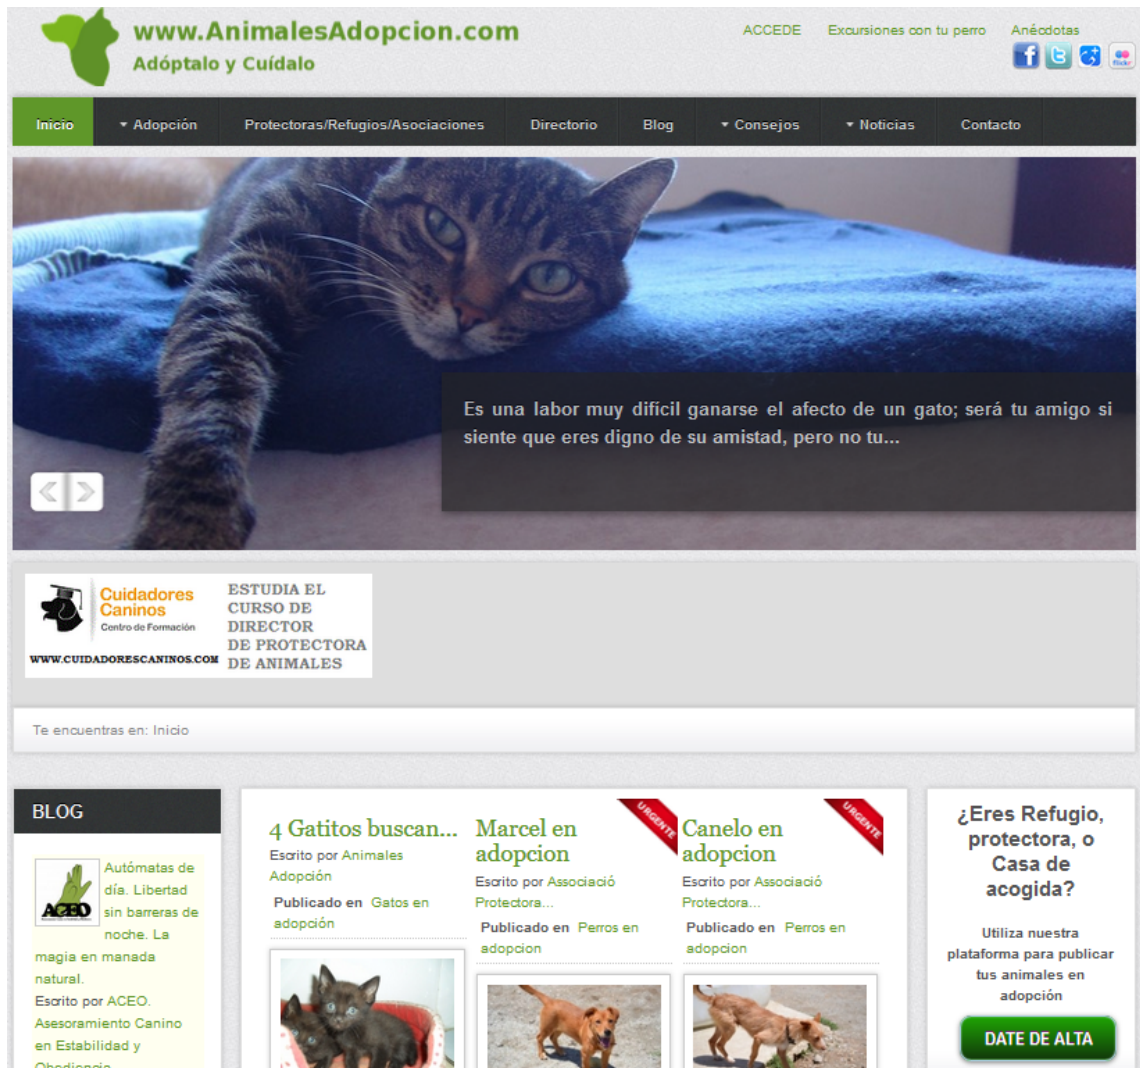 www.AnimalesAdopcion.com
Adóptalo y Cuídalo
ACCEDE
Excursiones con tu perro
Anécdotas
flickr
Inicio
Adopción
Protectoras/Refugios/Asociaciones
Directorio
Blog
Consejos
Noticias
Contacto
Es una labor muy difícil ganarse el afecto de un gato; será tu amigo si
siente que eres digno de su amistad, pero no tu...
Cuidadores
Caninos
Centro de Formación
WWW.CUIDADORESCANINOS.COM
ESTUDIA EL
CURSO DE
DIRECTOR
DE PROTECTORA
DE ANIMALES
Te encuentras en: Inicio
BLOG
ACEO
Autómatas de
día. Libertad
sin barreras de
noche. La
magia en manada
natural.
Escrito por ACEO.
Asesoramiento Canino
en Estabilidad y
Obediencia
4 Gatitos buscan...
Escrito por Animales
Adopción
Publicado en Gatos en
adopción
URGENTE
Marcel en
adopcion
Escrito por Associació
Protectora...
Publicado en Perros en
adopcion
URGENTE
Canelo en
adopcion
Escrito por Associació
Protectora...
Publicado en Perros en
adopcion
¿Eres Refugio,
protectora, o
Casa de
acogida?
Utiliza nuestra
plataforma para publicar
tus animales en
adopción
DATE DE ALTA